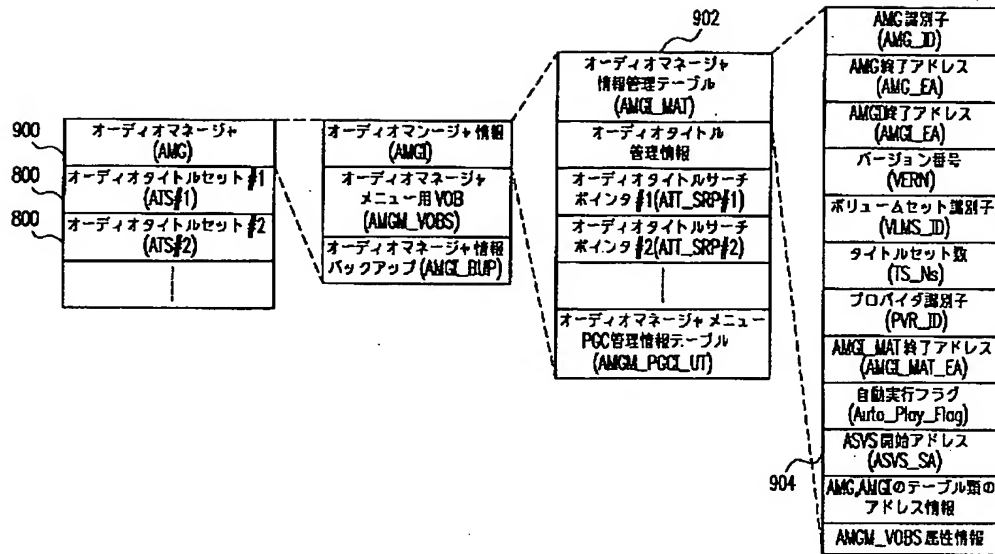 900
オーディオマネージャ
(AMG)
800
オーディオタイトルセット#1
(ATS#1)
800
オーディオタイトルセット#2
(ATS#2)
オーディオマンージャ情報
(AMGI)
オーディオマネージャ
メニュー用VOB
(AMGM_VOBS)
オーディオマネージャ情報
バックアップ(AMGI_BUP)
902
オーディオマネージャ
情報管理テーブル
(AMGI_MAT)
オーディオタイトル
管理情報
オーディオタイトルサーチ
ポインタ#1(ATT_SRP#1)
オーディオタイトルサーチ
ポインタ#2(ATT_SRP#2)
オーディオマネージャメニュー
PGC管理情報テーブル
(AMGM_PGCI_UT)
904
AMG識別子
(AMG_ID)
AMG終了アドレス
(AMG_EA)
AMGI終了アドレス
(AMGI_EA)
バージョン番号
(VERN)
ボリュームセット識別子
(VLMS_ID)
タイトルセット数
(TS_Ns)
プロバイダ識別子
(PVR_ID)
AMGI_MAT終了アドレス
(AMGI_MAT_EA)
自動実行フラグ
(Auto_Play_Flag)
ASVS開始アドレス
(ASVS_SA)
AMG,AMGIのテーブル類の
アドレス情報
AMGM_VOBS属性情報